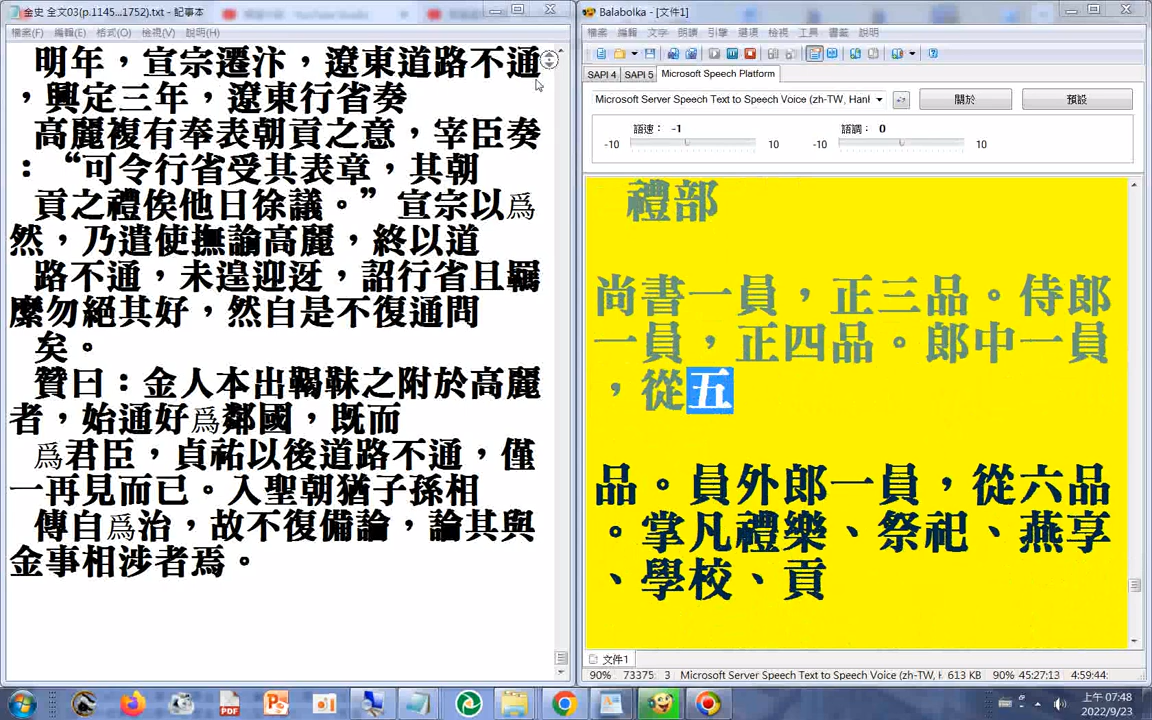 金史 全文03(p.1145...1752).txt - 記事本
檔案(F) 編輯(E) 格式(O) 檢視(V) 說明(H)
明年，宣宗遷汴，遼東道路不通
，興定三年，遼東行省奏
高麗複有奉表朝貢之意，宰臣奏
：“可令行省受其表章，其朝
貢之禮俟他日徐議。”宣宗以爲
然，乃遣使撫諭高麗，終以道
路不通，未遑迎迓，詔行省且羈
縻勿絕其好，然自是不復通問
矣。
贊曰：金人本出靺鞨之附於高麗
者，始通好爲鄰國，既而
爲君臣，貞祐以後道路不通，僅
一再見而已。入聖朝猶子孫相
傳自爲治，故不復備論，論其與
金事相涉者焉。
Balabolka - [文件1]
檔案 編輯 文字 朗讀 引擎 選項 檢視 工具 書籤 說明
SAPI 4 SAPI 5 Microsoft Speech Platform
Microsoft Server Speech Text to Speech Voice (zh-TW, Hanl
關於 預設
語速： -1 語調： 0
-10 10 -10 10
禮部
尚書一員，正三品。侍郎
一員，正四品。郎中一員
，從五
品。員外郎一員，從六品
。掌凡禮樂、祭祀、燕享
、學校、貢
文件1
90% 73375: 3 Microsoft Server Speech Text to Speech Voice (zh-TW, H 613 KB 90% 45:27:13 4:59:44
上午 07:48
2022/9/23